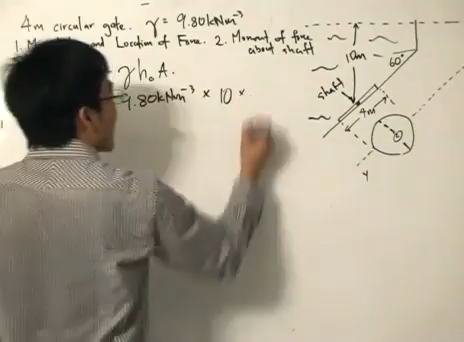 4m circular gate. γ = 9.80kNm⁻³
1. and Location of Force. 2. Moment of force
about shaft
γh₀A.
9.80kNm⁻³ × 10 ×
10m
60°
shaft
4m
Y